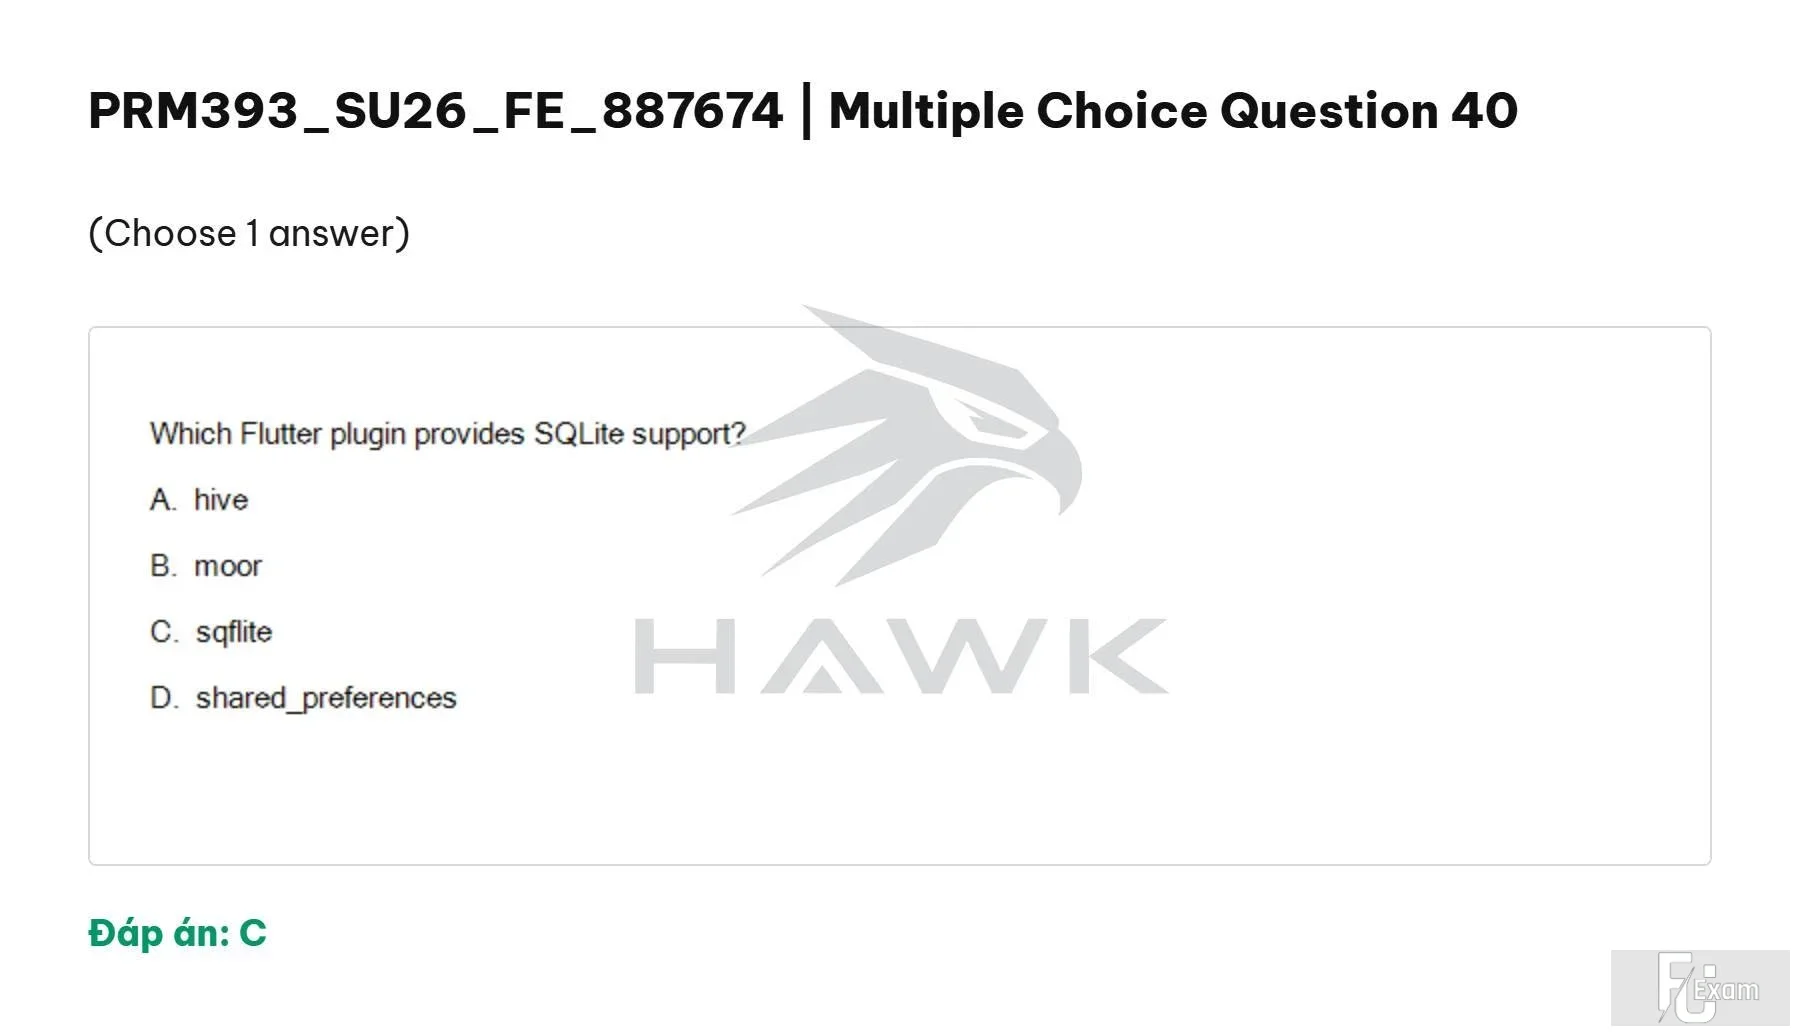 PRM393_SU26_FE_887674 | Multiple Choice Question 40
(Choose 1 answer)
Which Flutter plugin provides SQLite support?
A. hive
B. moor
C. sqflite
D. shared_preferences
HAWK
Đáp án: C
FU Exam